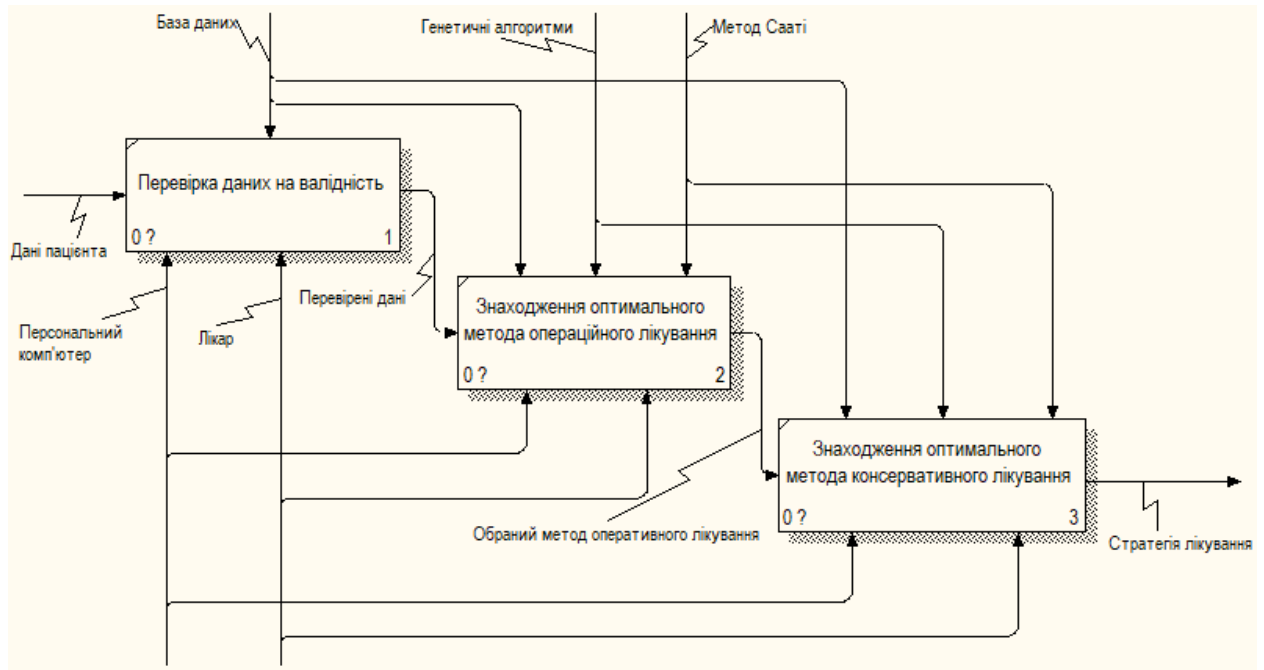 База даних
Генетичні алгоритми
Метод Сааті
Перевірка даних на валідність
0 ?
1
Дані пацієнта
Перевірені дані
Персональний
комп'ютер
Лікар
Знаходження оптимального
метода операційного лікування
0 ?
2
Знаходження оптимального
метода консервативного лікування
0 ?
3
Обраний метод оперативного лікування
Стратегія лікування